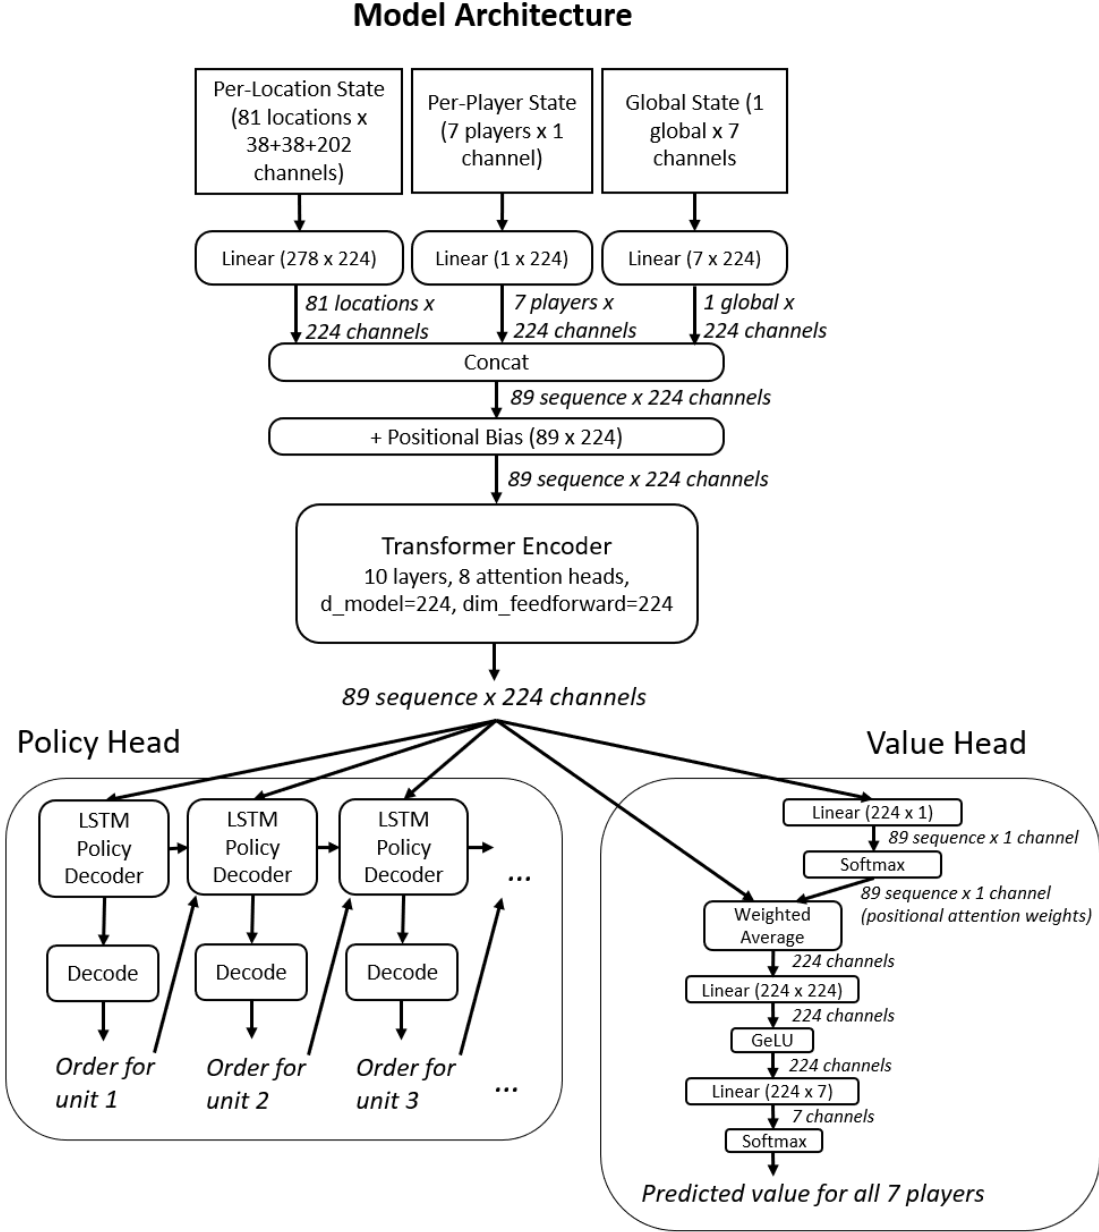 Model Architecture
Per-Location State
(81 locations x
38+38+202
channels)
Per-Player State
(7 players x 1
channel)
Global State (1
global x 7
channels
Linear (278 x 224)
Linear (1 x 224)
Linear (7 x 224)
81 locations x
224 channels
7 players x
224 channels
1 global x
224 channels
Concat
89 sequence x 224 channels
+ Positional Bias (89 x 224)
89 sequence x 224 channels
Transformer Encoder
10 layers, 8 attention heads,
d_model=224, dim_feedforward=224
89 sequence x 224 channels
Policy Head
LSTM
Policy
Decoder
LSTM
Policy
Decoder
LSTM
Policy
Decoder
...
Decode
Decode
Decode
Order for
unit 1
Order for
unit 2
Order for
unit 3
...
Value Head
Linear (224 x 1)
89 sequence x 1 channel
Softmax
89 sequence x 1 channel
(positional attention weights)
Weighted
Average
224 channels
Linear (224 x 224)
224 channels
GeLU
224 channels
Linear (224 x 7)
7 channels
Softmax
Predicted value for all 7 players